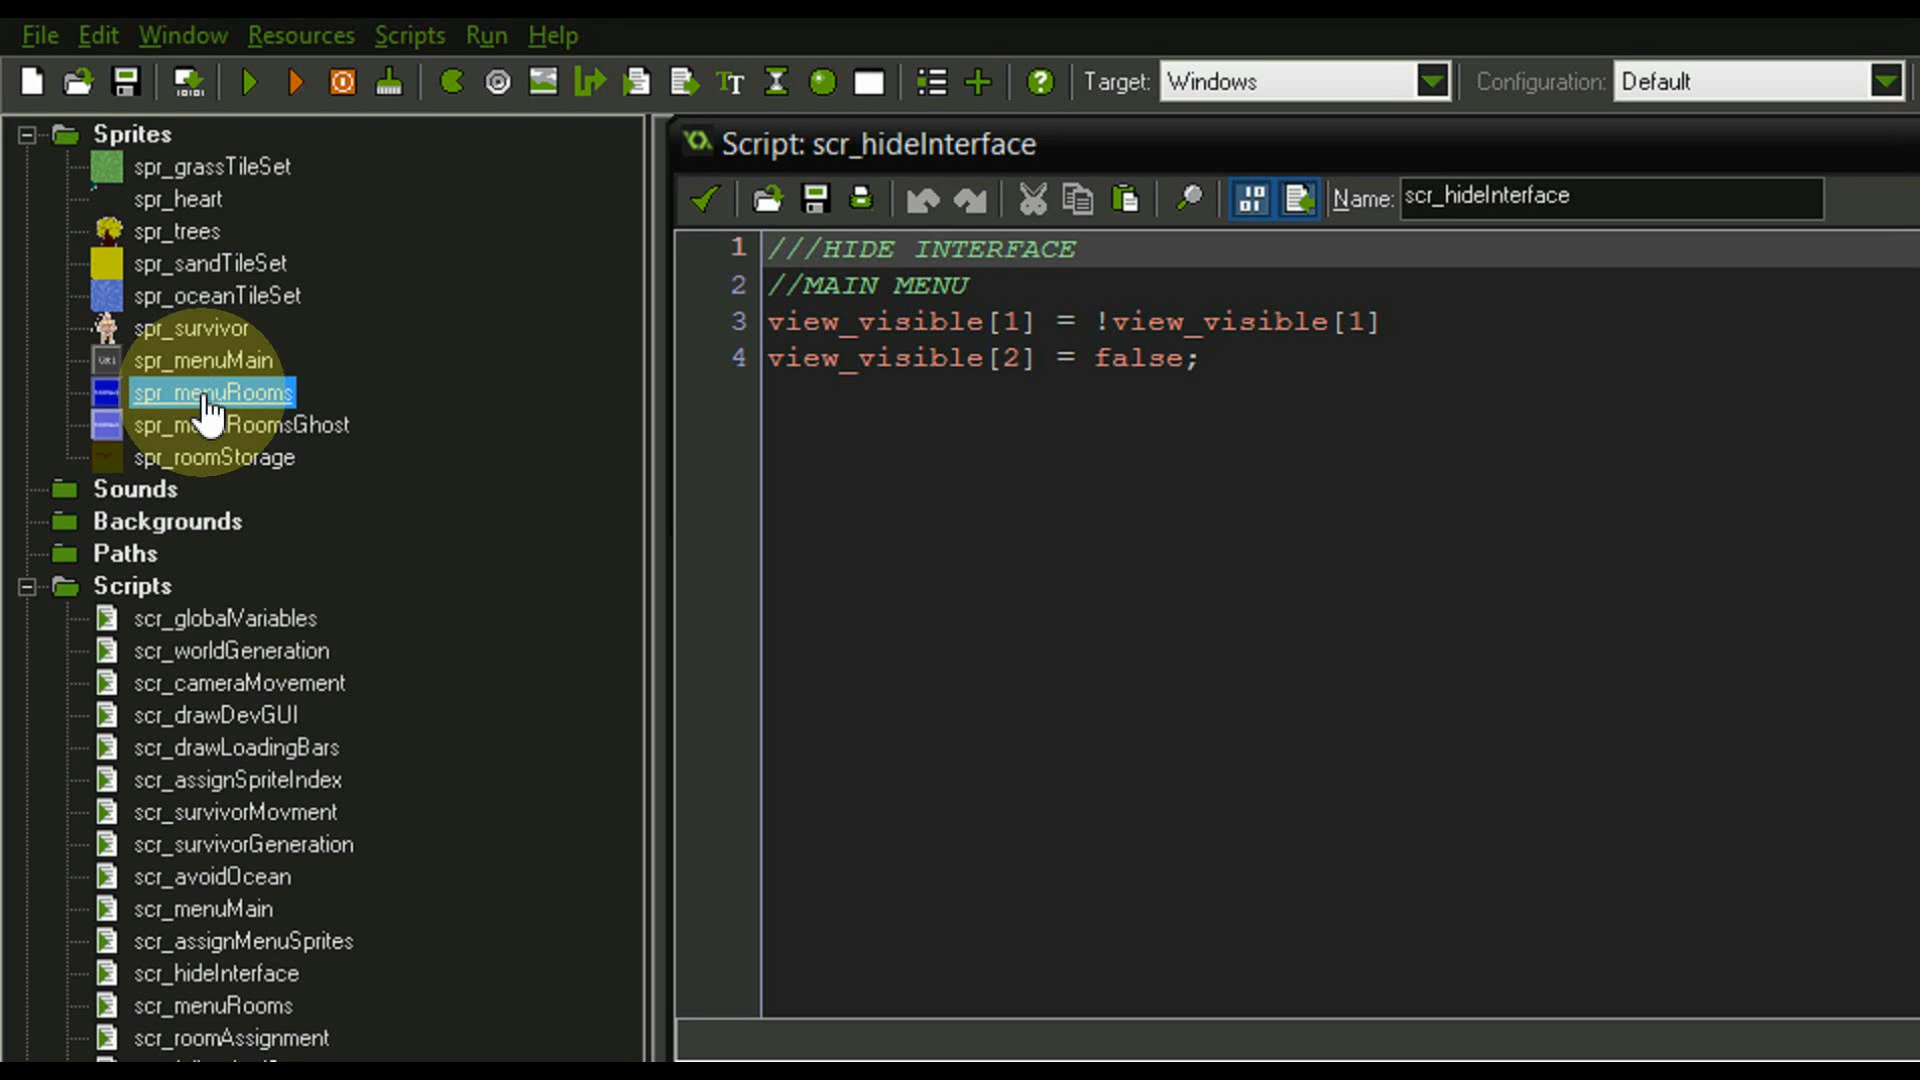 File Edit Window Resources Scripts Run Help
Target: Windows Configuration: Default
Sprites
spr_grassTileSet
spr_heart
spr_trees
spr_sandTileSet
spr_oceanTileSet
spr_survivor
spr_menuMain
spr_menuRooms
spr_menuRoomsGhost
spr_roomStorage
Sounds
Backgrounds
Paths
Scripts
scr_globalVariables
scr_worldGeneration
scr_cameraMovement
scr_drawDevGUI
scr_drawLoadingBars
scr_assignSpriteIndex
scr_survivorMovment
scr_survivorGeneration
scr_avoidOcean
scr_menuMain
scr_assignMenuSprites
scr_hideInterface
scr_menuRooms
scr_roomAssignment
Script: scr_hideInterface
Name: scr_hideInterface
1 ///HIDE INTERFACE
2 //MAIN MENU
3 view_visible[1] = !view_visible[1]
4 view_visible[2] = false;